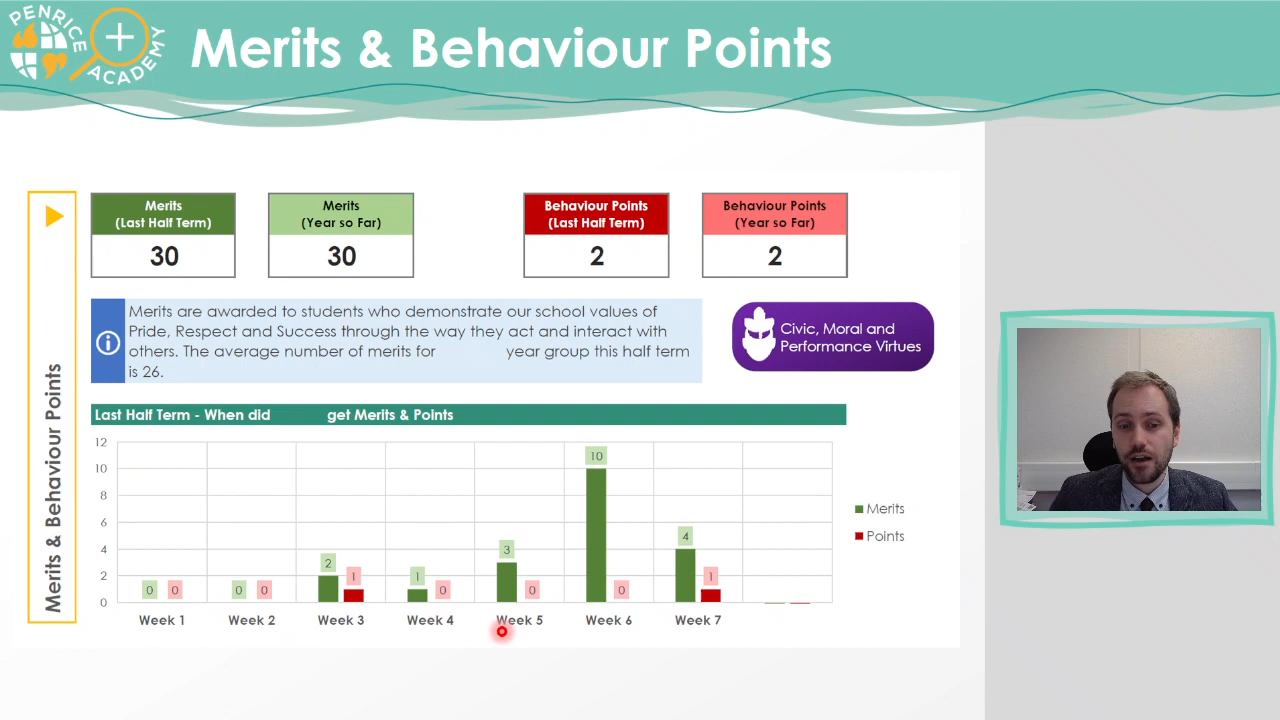 PENRICE ACADEMY
Merits & Behaviour Points
Merits & Behaviour Points
Merits
(Last Half Term)
30
Merits
(Year so Far)
30
Behaviour Points
(Last Half Term)
2
Behaviour Points
(Year so Far)
2
Merits are awarded to students who demonstrate our school values of
Pride, Respect and Success through the way they act and interact with
others. The average number of merits for year group this half term
is 26.
Civic, Moral and
Performance Virtues
Last Half Term - When did get Merits & Points
12
10
8
6
4
2
0
0 0 0 0 2 1 1 0 3 0 10 0 4 1
Week 1 Week 2 Week 3 Week 4 Week 5 Week 6 Week 7
Merits
Points